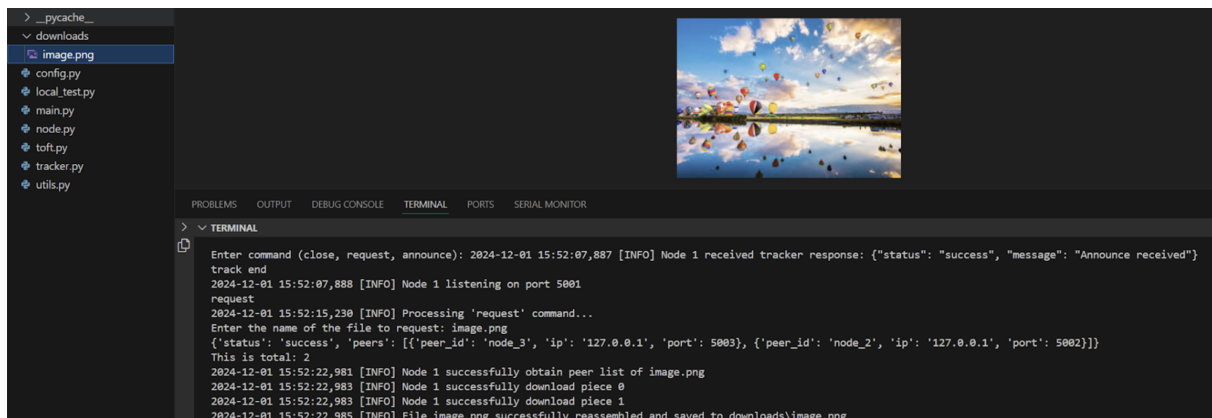 __pycache__
downloads
image.png
config.py
local_test.py
main.py
node.py
toft.py
tracker.py
utils.py
PROBLEMS OUTPUT DEBUG CONSOLE TERMINAL PORTS SERIAL MONITOR
TERMINAL
Enter command (close, request, announce): 2024-12-01 15:52:07,887 [INFO] Node 1 received tracker response: {"status": "success", "message": "Announce received"}
track end
2024-12-01 15:52:07,888 [INFO] Node 1 listening on port 5001
request
2024-12-01 15:52:15,230 [INFO] Processing 'request' command...
Enter the name of the file to request: image.png
{'status': 'success', 'peers': [{'peer_id': 'node_3', 'ip': '127.0.0.1', 'port': 5003}, {'peer_id': 'node_2', 'ip': '127.0.0.1', 'port': 5002}]}
This is total: 2
2024-12-01 15:52:22,981 [INFO] Node 1 successfully obtain peer list of image.png
2024-12-01 15:52:22,983 [INFO] Node 1 successfully download piece 0
2024-12-01 15:52:22,983 [INFO] Node 1 successfully download piece 1
2024-12-01 15:52:22,985 [INFO] File image.png successfully reassembled and saved to downloads\image.png